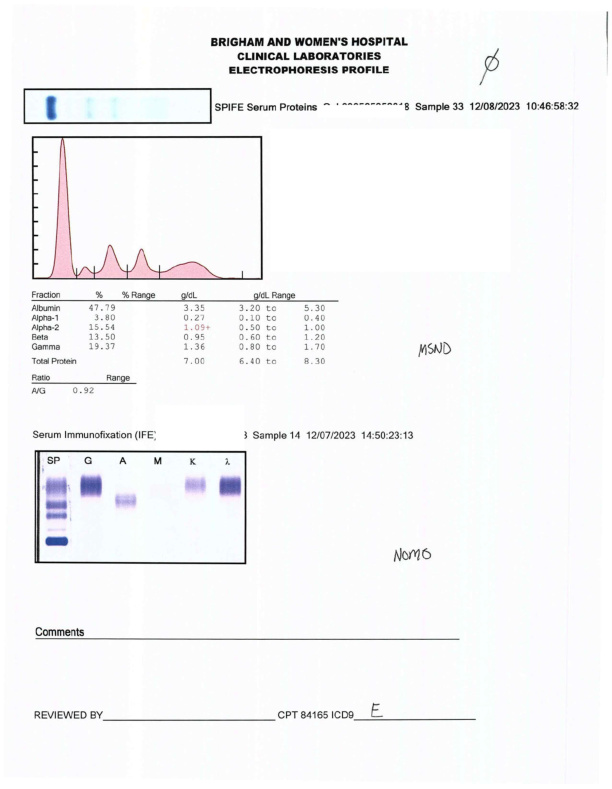 BRIGHAM AND WOMEN'S HOSPITAL
CLINICAL LABORATORIES
ELECTROPHORESIS PROFILE
SPIFE Serum Proteins 8 Sample 33 12/08/2023 10:46:58:32
Fraction % % Range g/dL g/dL Range
Albumin 47.79 3.35 3.20 to 5.30
Alpha-1 3.80 0.27 0.10 to 0.40
Alpha-2 15.54 1.09+ 0.50 to 1.00
Beta 13.50 0.95 0.60 to 1.20
Gamma 19.37 1.36 0.80 to 1.70
Total Protein 7.00 6.40 to 8.30
MSND
Ratio Range
A/G 0.92
Serum Immunofixation (IFE) Sample 14 12/07/2023 14:50:23:13
SP G A M K λ
NOMO
Comments
REVIEWED BY CPT 84165 ICD9 E